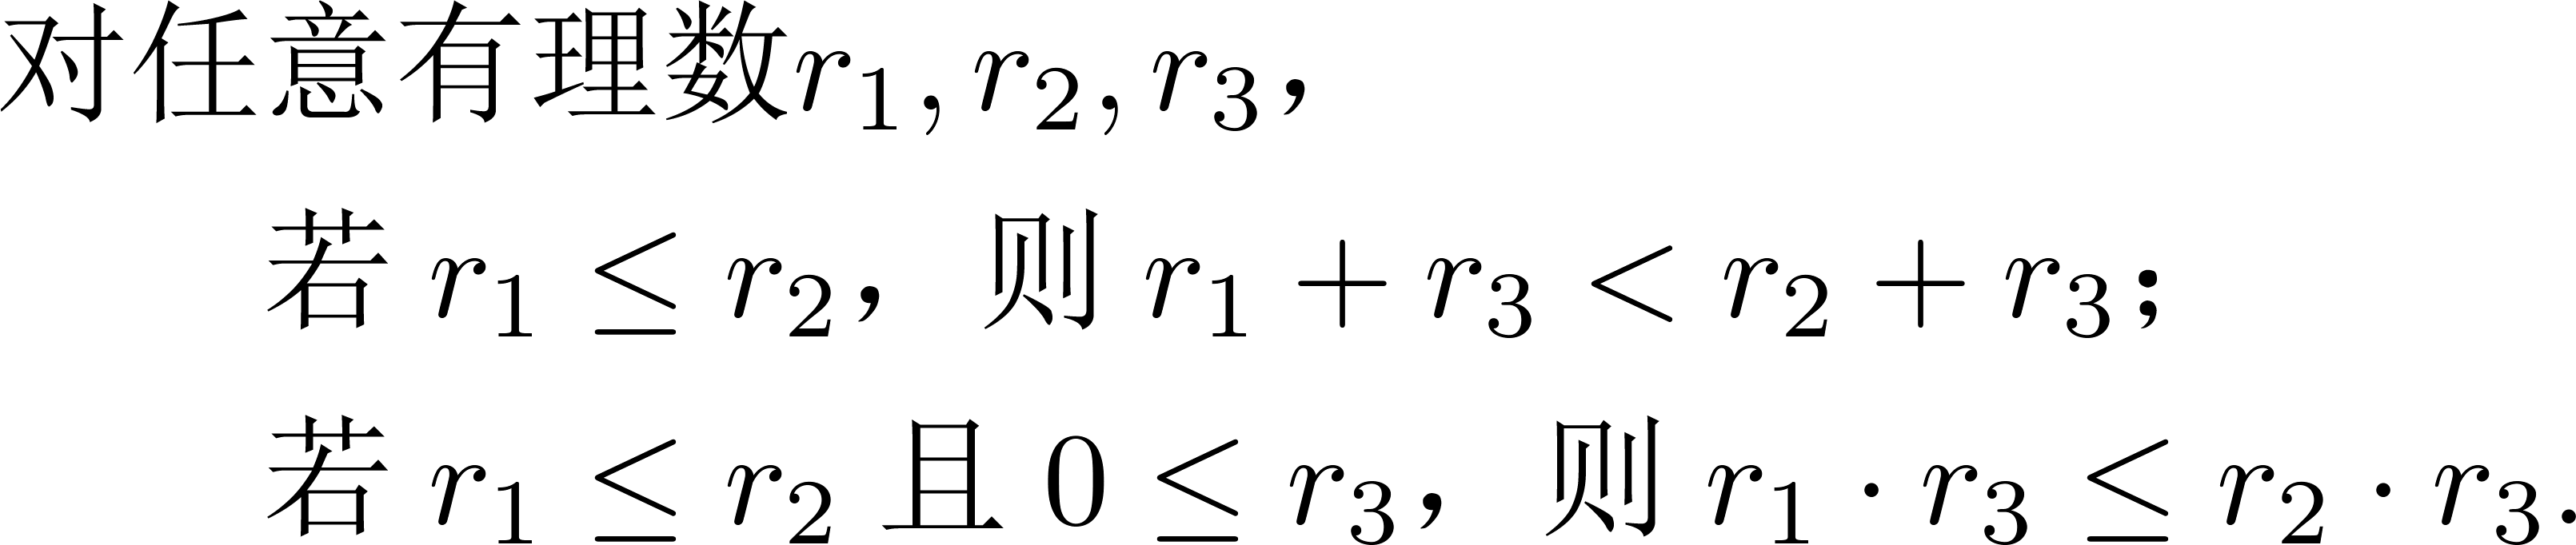 对任意有理数r₁, r₂, r₃，
若 r₁ ≤ r₂，则 r₁ + r₃ < r₂ + r₃；
若 r₁ ≤ r₂ 且 0 ≤ r₃，则 r₁ · r₃ ≤ r₂ · r₃.